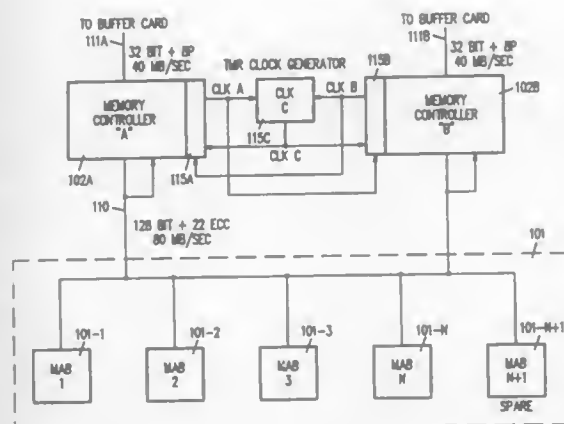 TO BUFFER CARD
111A
32 BIT + 8P
40 MB/SEC
TO BUFFER CARD
111B
32 BIT + 8P
40 MB/SEC
TMR CLOCK GENERATOR
115B
102B
MEMORY
CONTROLLER
"A"
CLK A
CLK
C
CLK B
MEMORY
CONTROLLER
"B"
115C
CLK C
102A
115A
110
128 BIT + 22 ECC
80 MB/SEC
101
101-1
101-2
101-3
101-N
101-N+1
MAB
1
MAB
2
MAB
3
MAB
N
MAB
N+1
SPARE